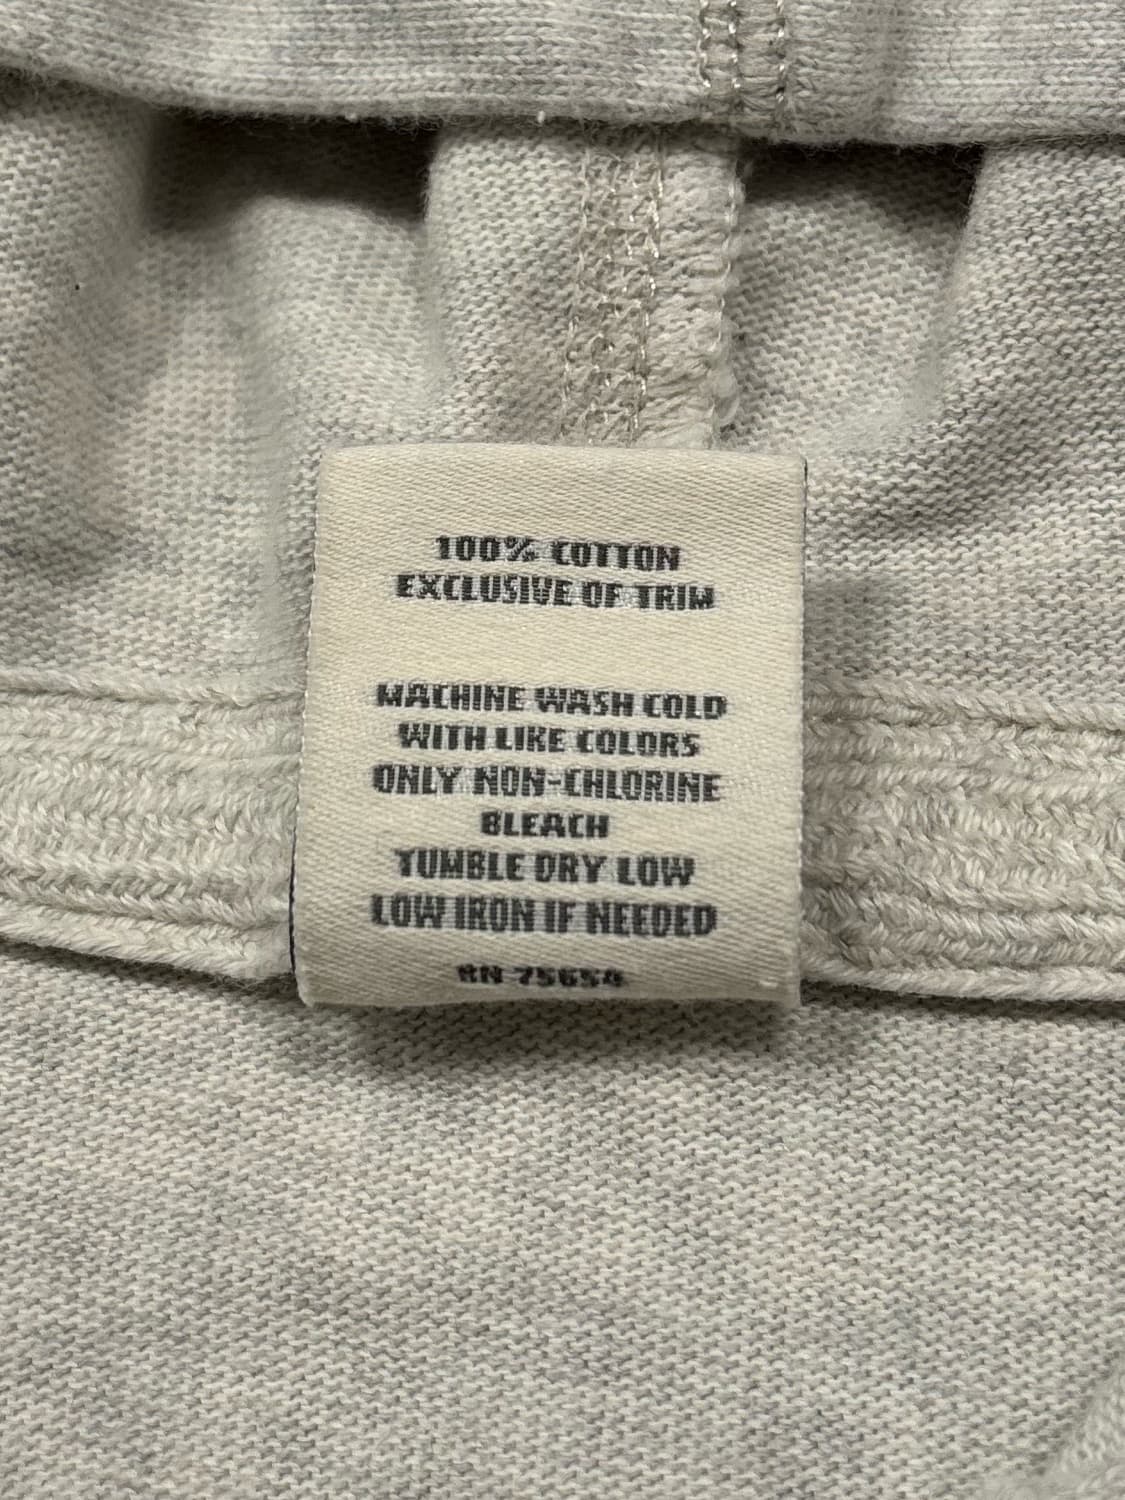 100% COTTON
EXCLUSIVE OF TRIM
MACHINE WASH COLD
WITH LIKE COLORS
ONLY NON-CHLORINE
BLEACH
TUMBLE DRY LOW
LOW IRON IF NEEDED
RN 75654